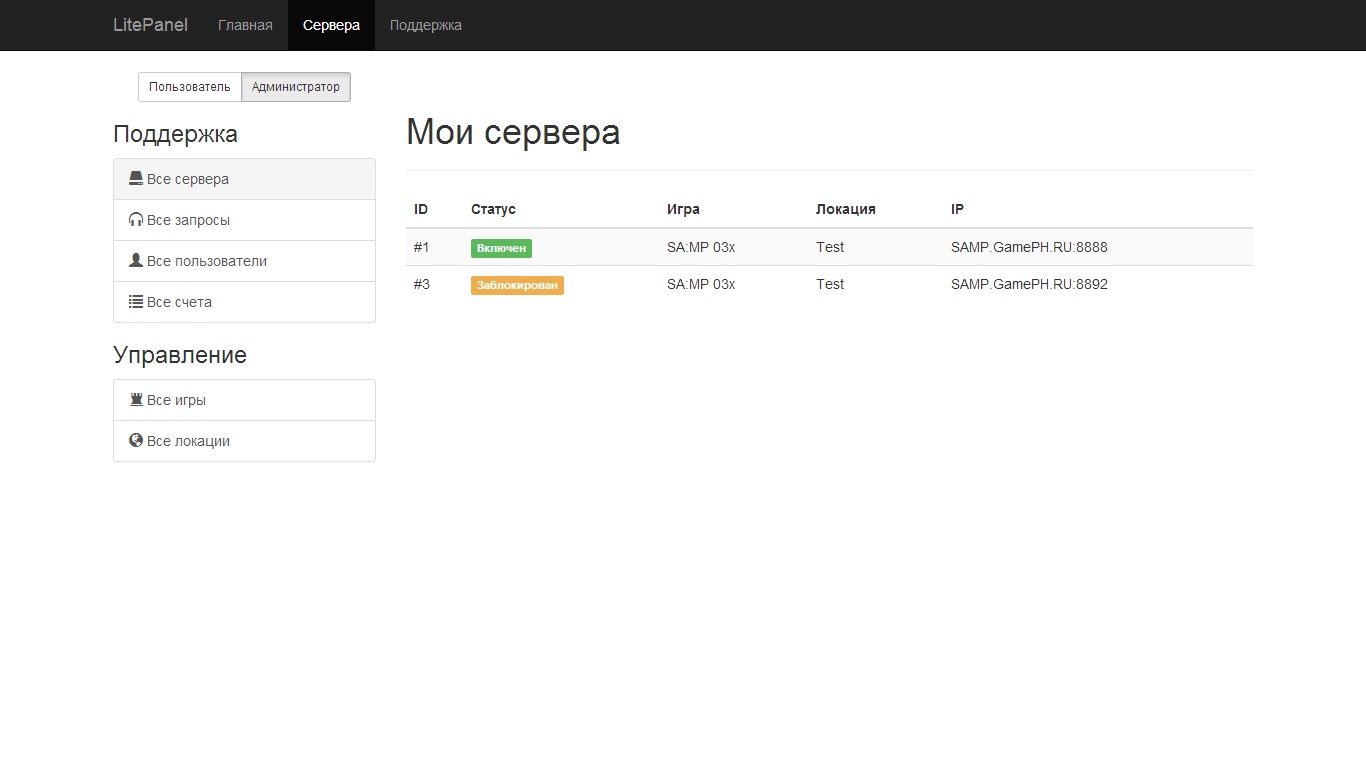 LitePanel Главная Сервера Поддержка
Пользователь Администратор
Поддержка
Все сервера
Все запросы
Все пользователи
Все счета
Управление
Все игры
Все локации
Мои сервера
ID Статус Игра Локация IP
#1 Включен SA:MP 03x Test SAMP.GamePH.RU:8888
#3 Заблокирован SA:MP 03x Test SAMP.GamePH.RU:8892